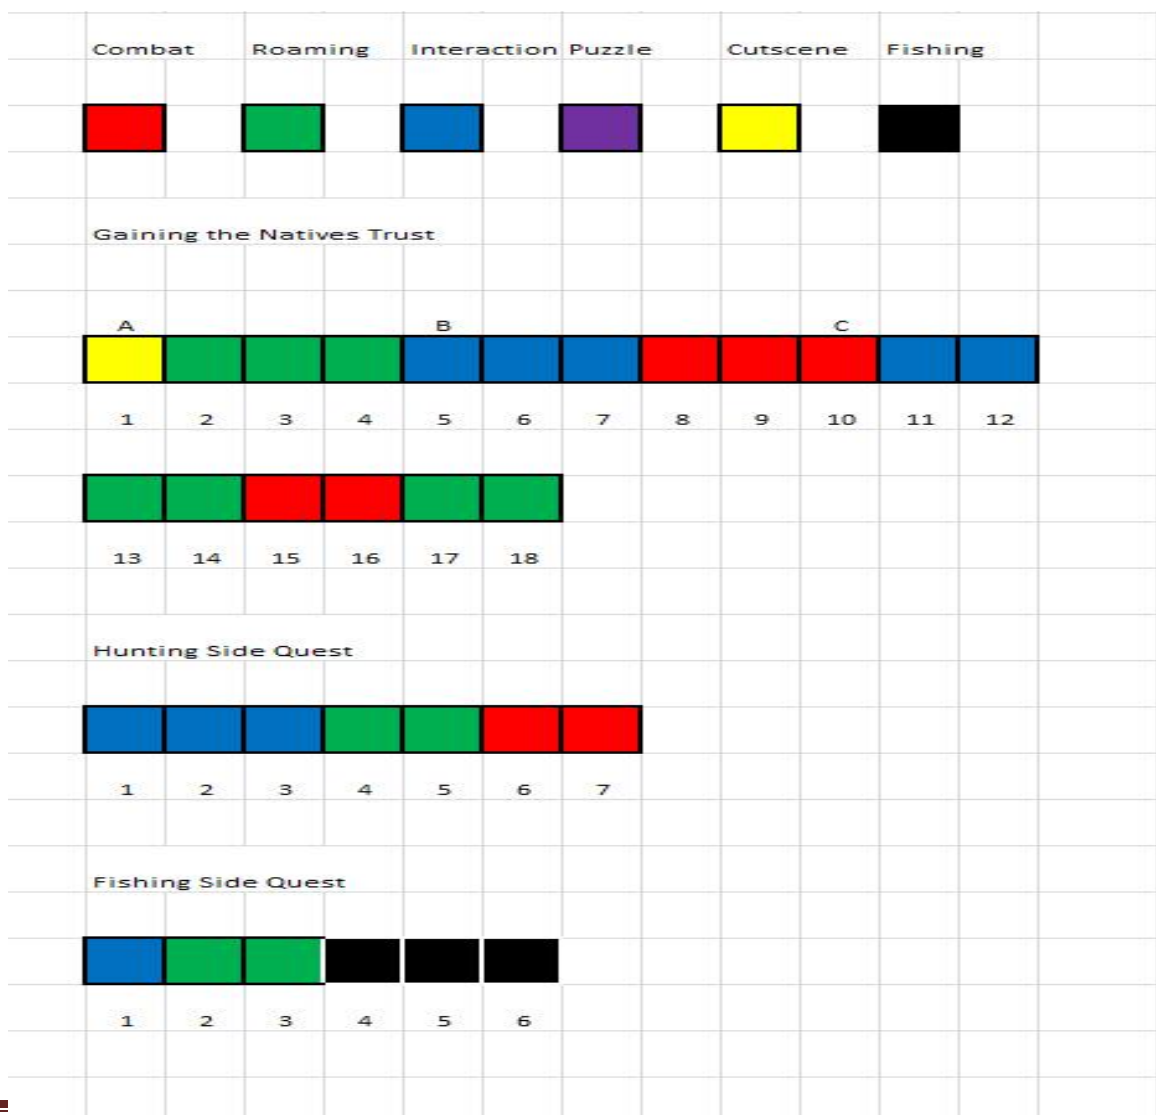 Combat Roaming Interaction Puzzle Cutscene Fishing
Gaining the Natives Trust
A B C
1 2 3 4 5 6 7 8 9 10 11 12
13 14 15 16 17 18
Hunting Side Quest
1 2 3 4 5 6 7
Fishing Side Quest
1 2 3 4 5 6